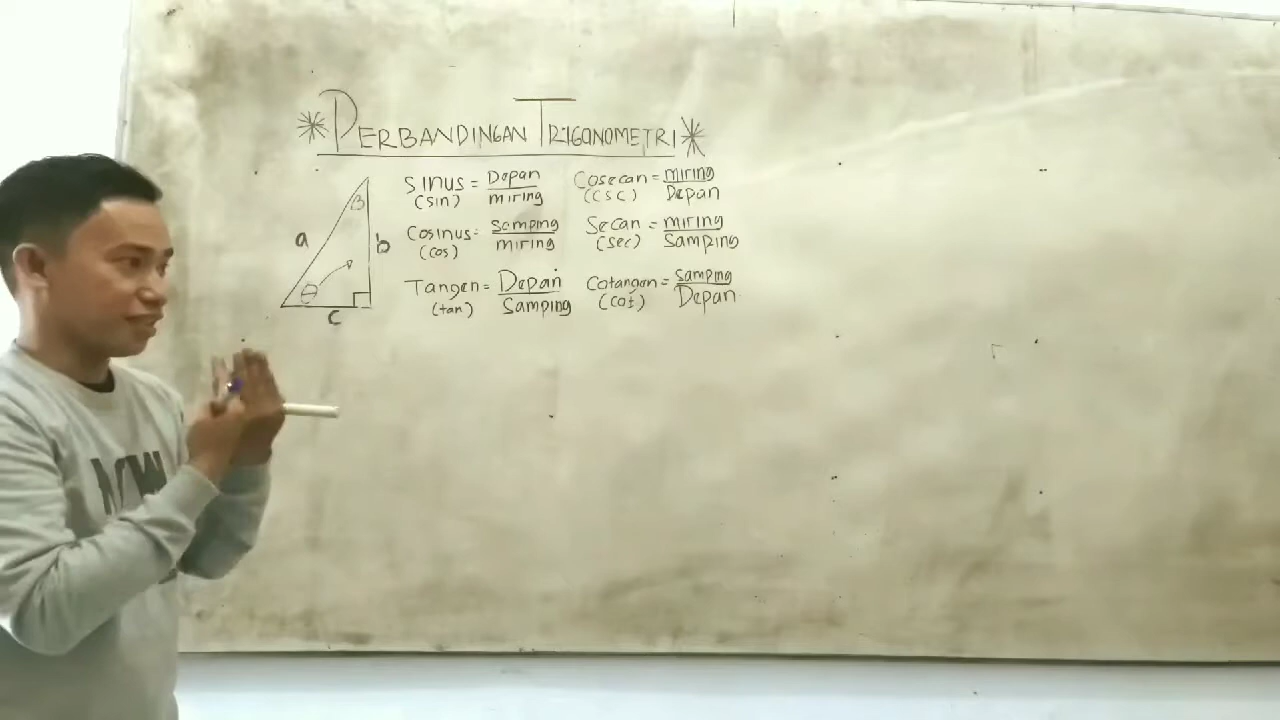 * PERBANDINGAN TRIGONOMETRI *
Sinus = Depan / miring
(sin)
Cosecan = miring / Depan
(csc)
Cosinus = samping / miring
(cos)
Secan = miring / Samping
(sec)
Tangen = Depan / Samping
(tan)
Cotangen = samping / Depan
(cot)
β
a
b
θ
c